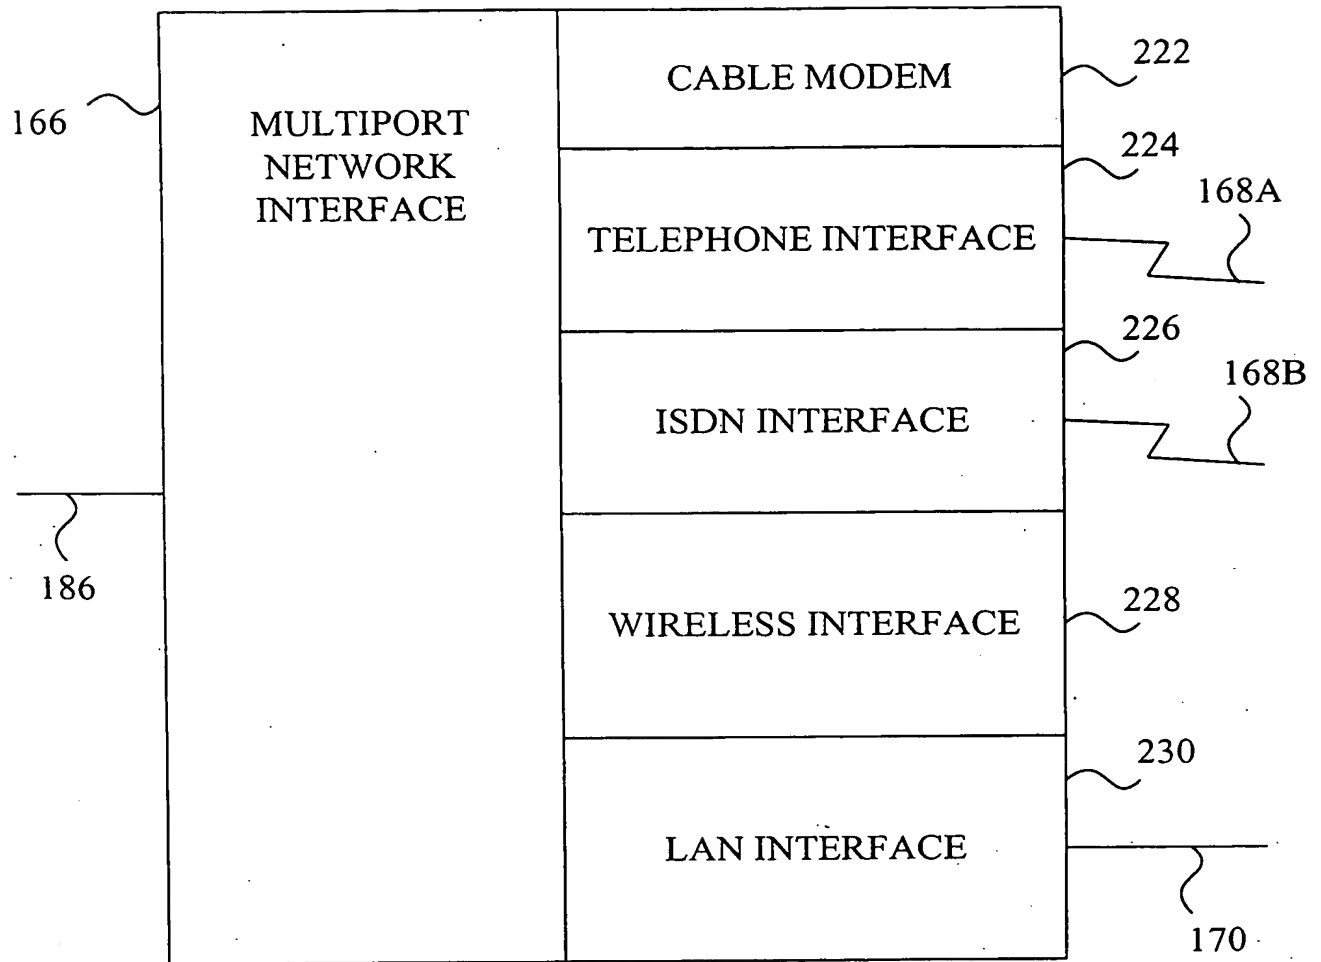 CABLE MODEM
222
166
MULTIPORT
NETWORK
INTERFACE
224
168A
TELEPHONE INTERFACE
226
168B
ISDN INTERFACE
186
228
WIRELESS INTERFACE
230
LAN INTERFACE
170